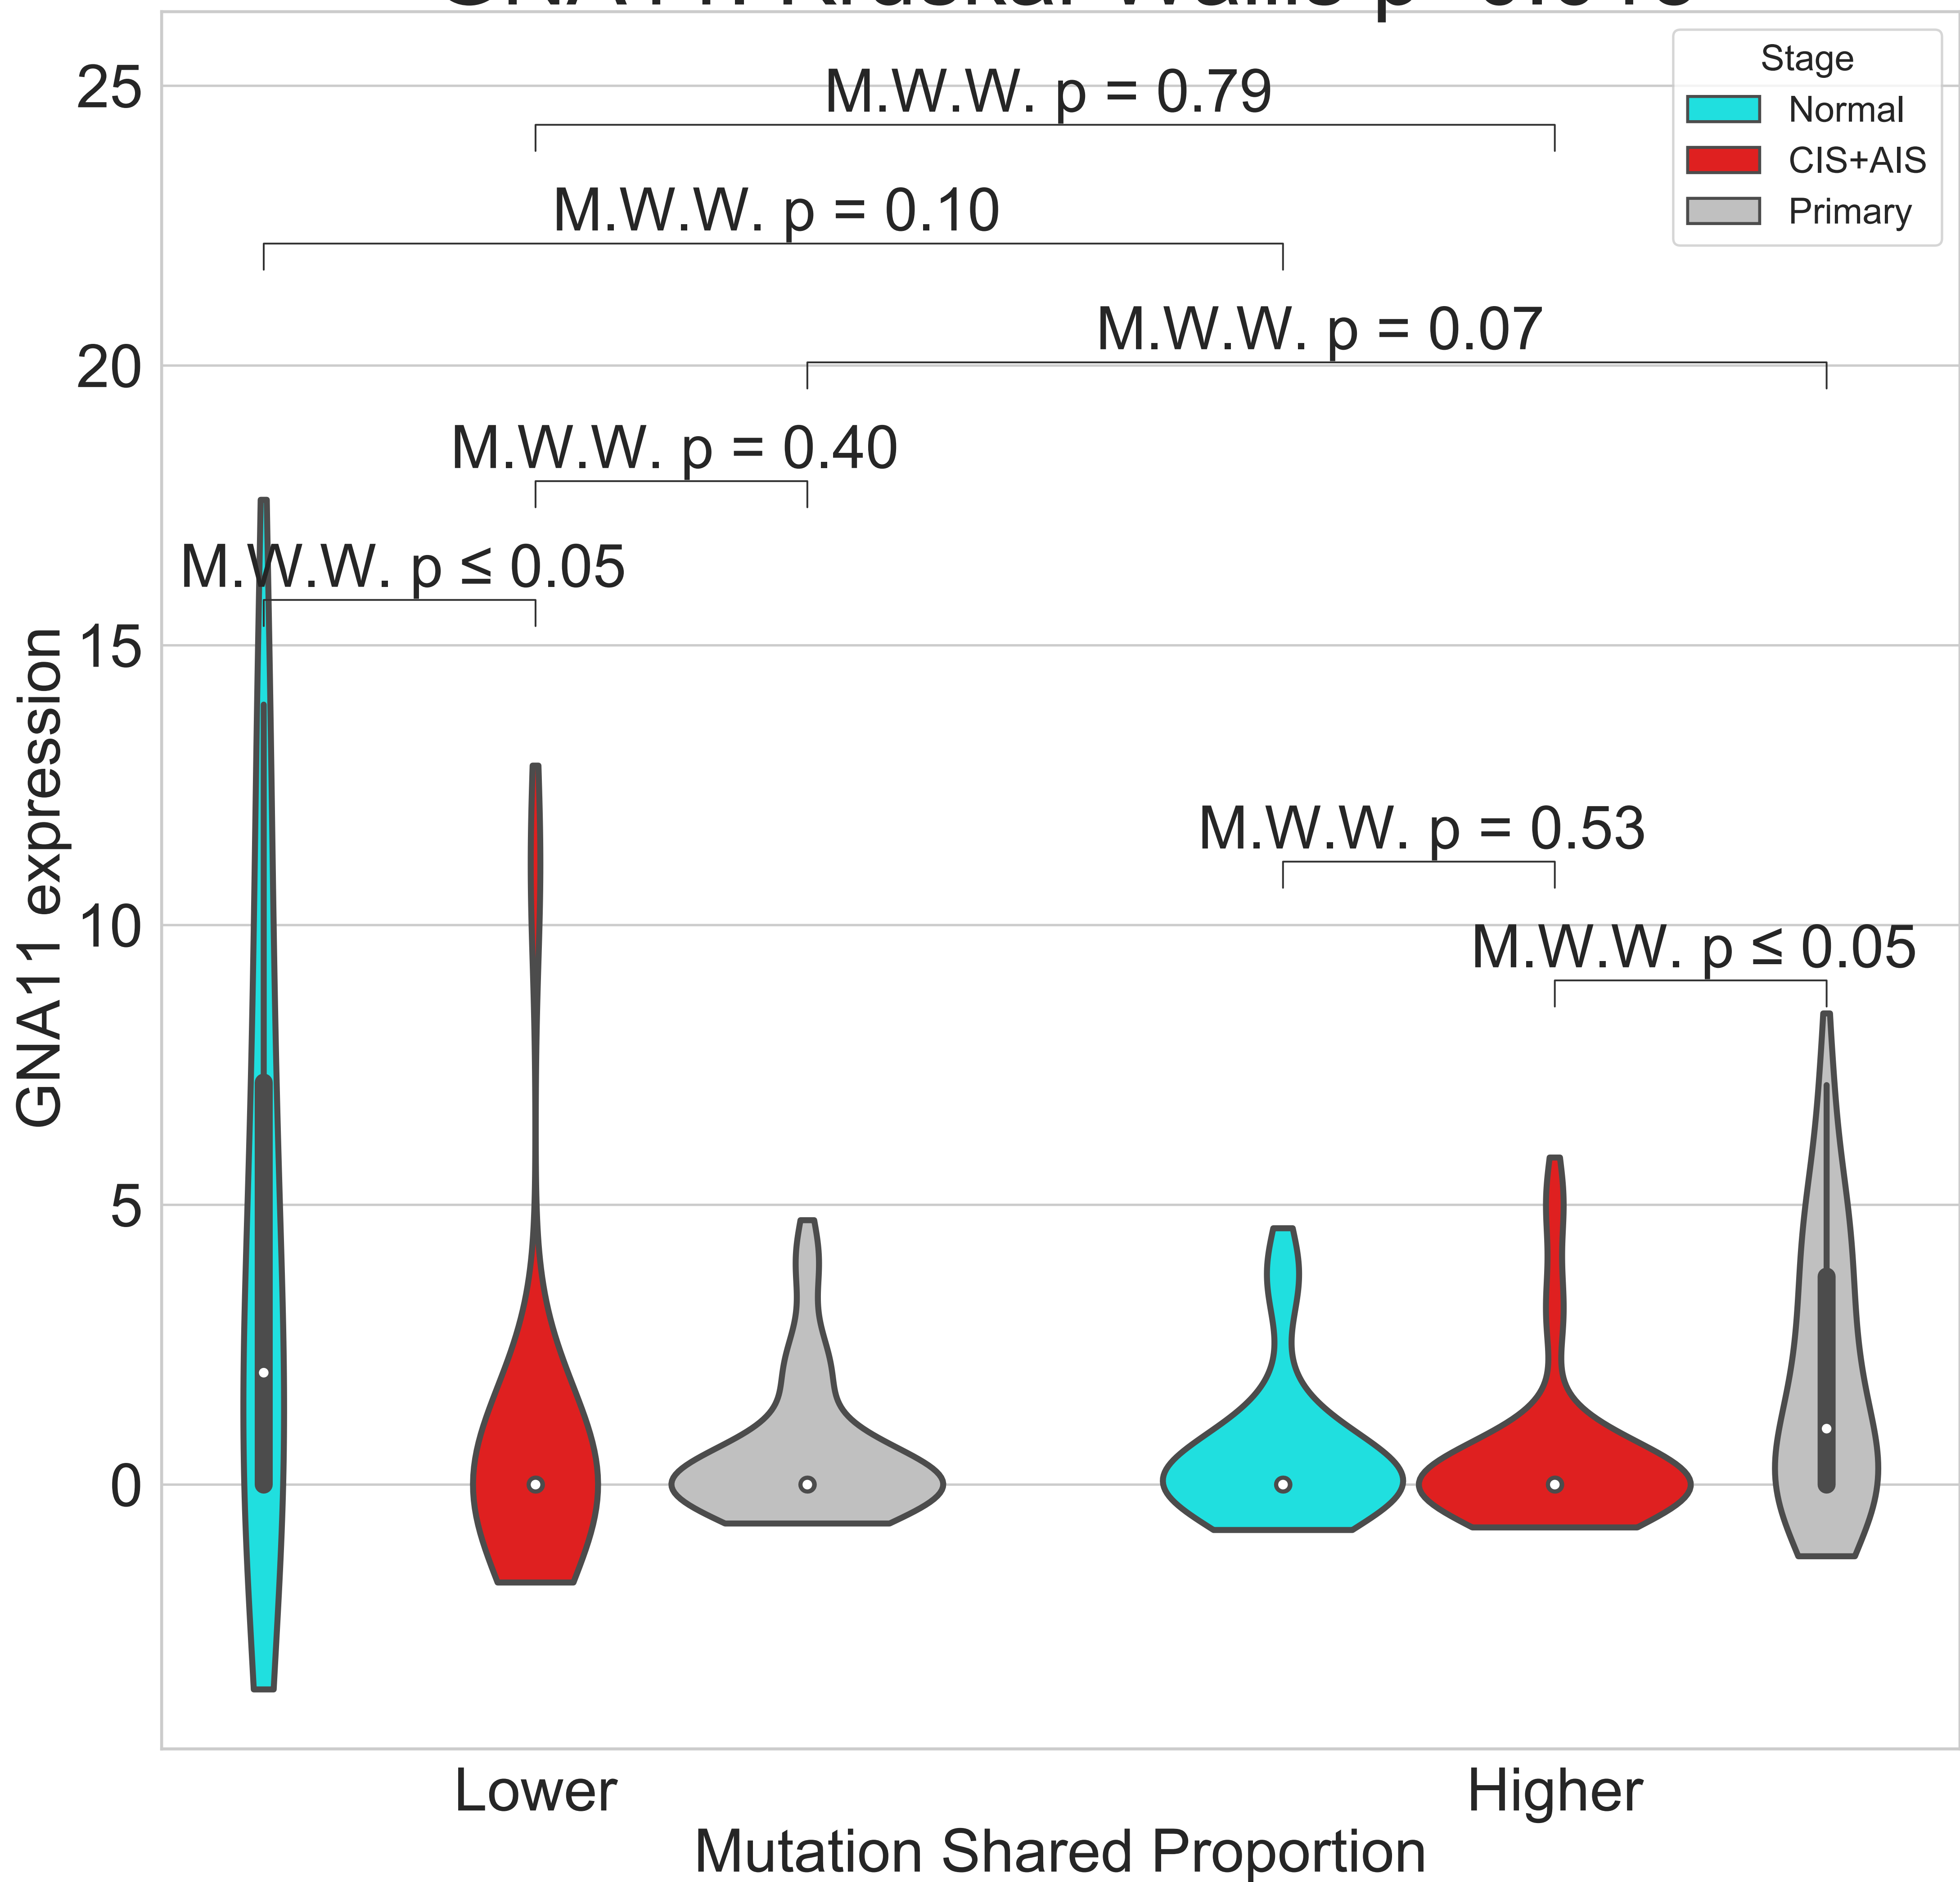 25
20
15
10
5
0
GNA11 expression
M.W.W. p = 0.79
M.W.W. p = 0.10
M.W.W. p = 0.07
M.W.W. p = 0.40
M.W.W. p ≤ 0.05
M.W.W. p = 0.53
M.W.W. p ≤ 0.05
Stage
Normal
CIS+AIS
Primary
Lower
Higher
Mutation Shared Proportion